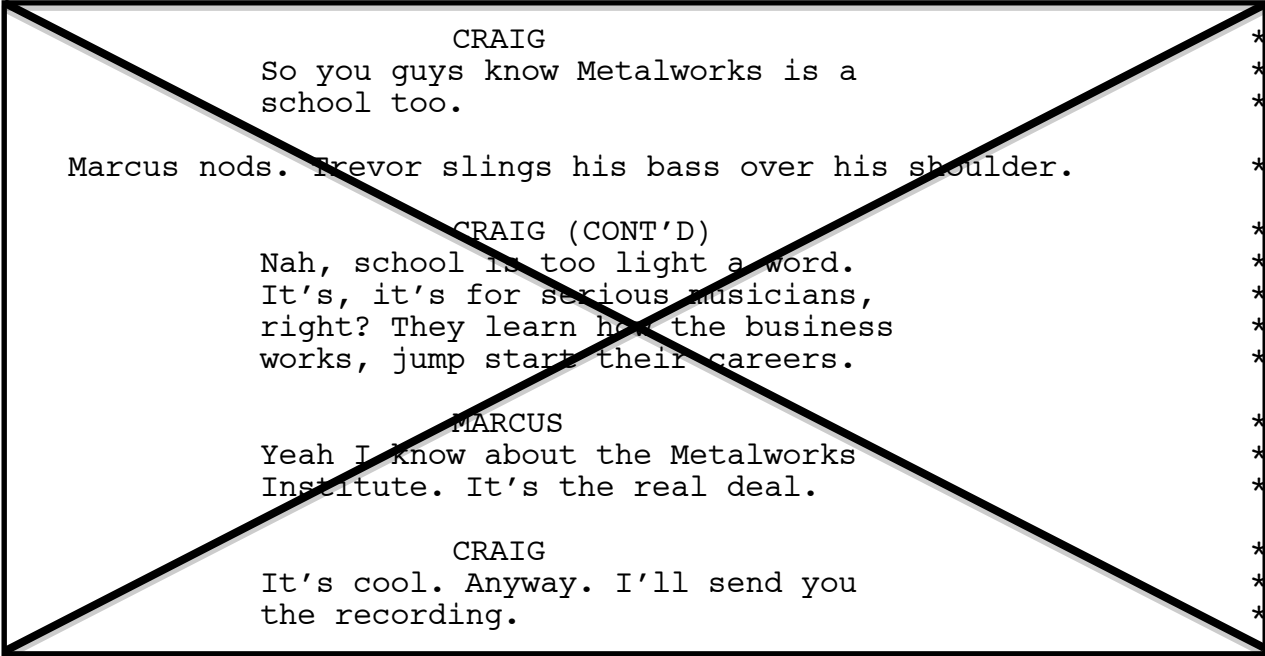 CRAIG *
So you guys know Metalworks is a *
school too. *
Marcus nods. Trevor slings his bass over his shoulder. *
CRAIG (CONT’D) *
Nah, school is too light a word. *
It's, it’s for serious musicians, *
right? They learn how the business *
works, jump start their careers. *
MARCUS *
Yeah I know about the Metalworks *
Institute. It’s the real deal. *
CRAIG *
It’s cool. Anyway. I’ll send you *
the recording. *